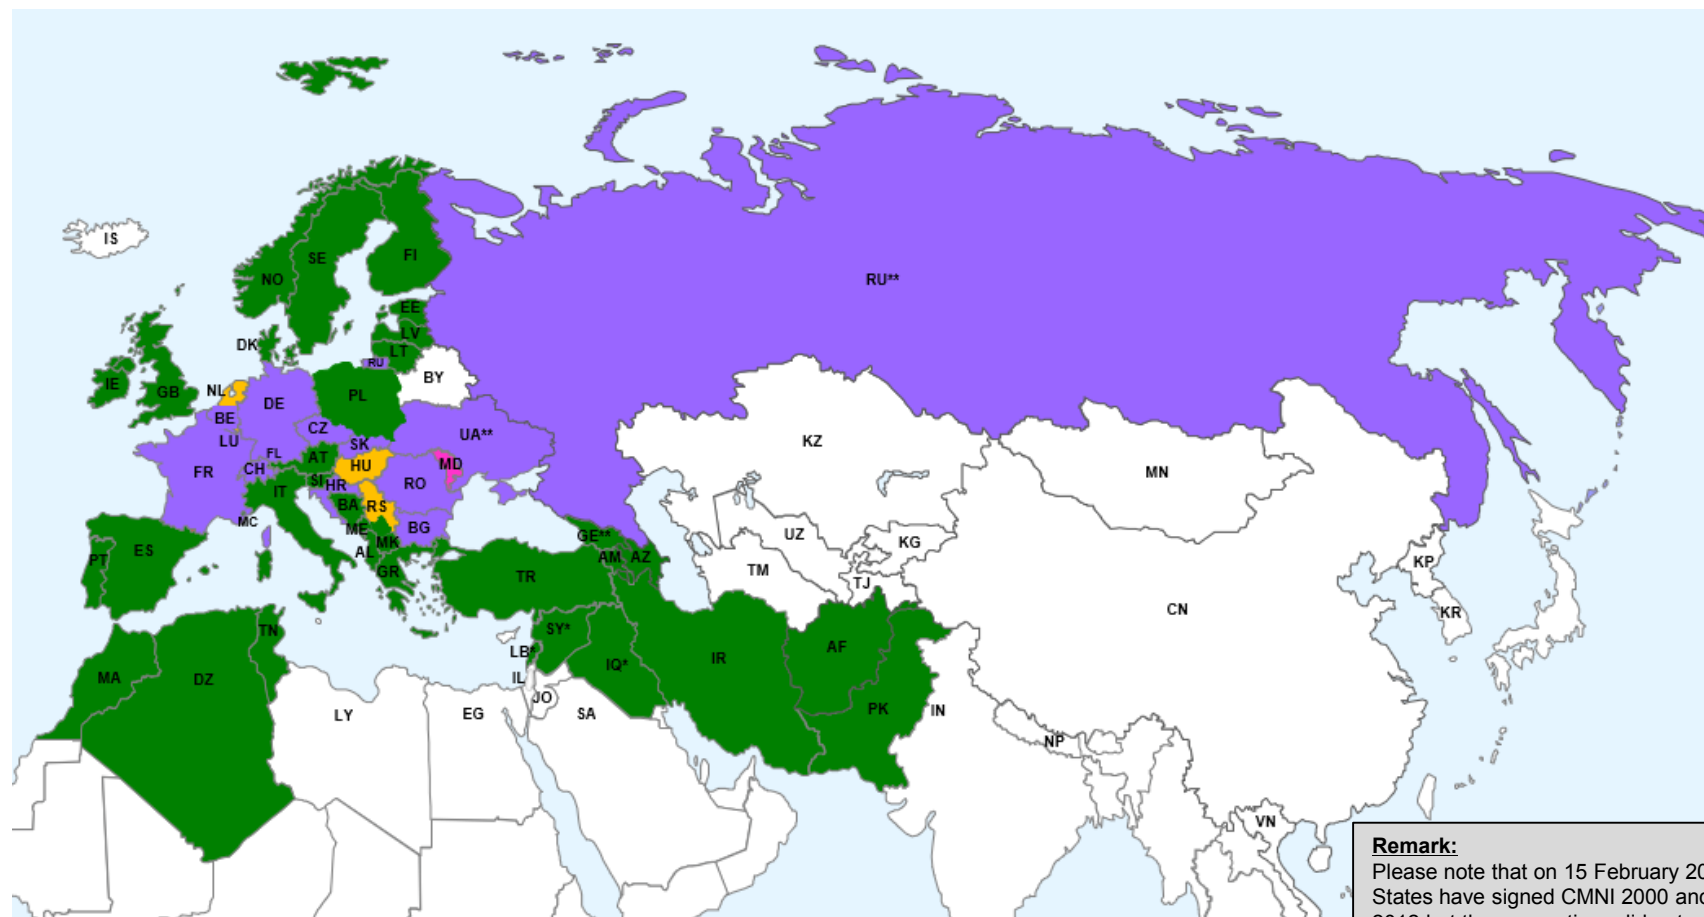 IS
NO
SE
FI
RU**
EE
LV
LT
RU
DK
IE
GB
NL
BE
DE
PL
BY
LU
CZ
SK
UA**
FR
CH
FL
AT
HU
MD
KZ
MN
IT
SI
HR
RO
BA
RS
MC
ME
BG
MK
AL
GR
PT
ES
GE**
AM
AZ
TR
UZ
KG
TM
TJ
KP
KR
CN
TN
SY*
LB*
IQ*
IL
JO
IR
AF
PK
IN
MA
DZ
LY
EG
SA
NP
VN
Remark:
Please note that on 15 February 20
States have signed CMNI 2000 and